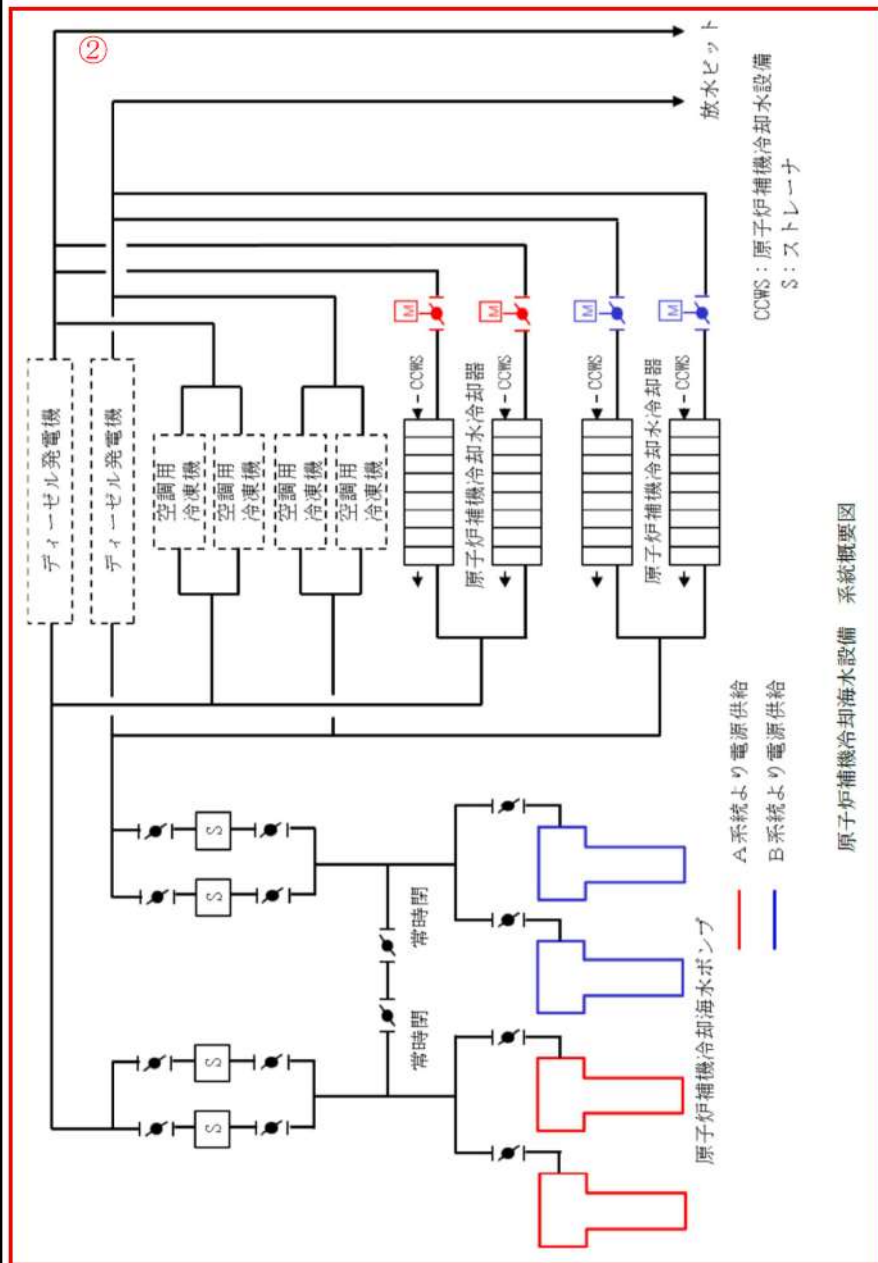 ②
ディーゼル発電機
ディーゼル発電機
空調用
冷凍機
空調用
冷凍機
空調用
冷凍機
空調用
冷凍機
M
CCWS
M
CCWS
原子炉補機冷却水冷却器
M
CCWS
M
CCWS
原子炉補機冷却水冷却器
放水ピット
S
S
S
S
常時閉
常時閉
原子炉補機冷却海水ポンプ
A系統より電源供給
B系統より電源供給
CCWS：原子炉補機冷却水設備
S：ストレーナ
原子炉補機冷却海水設備　系統概要図